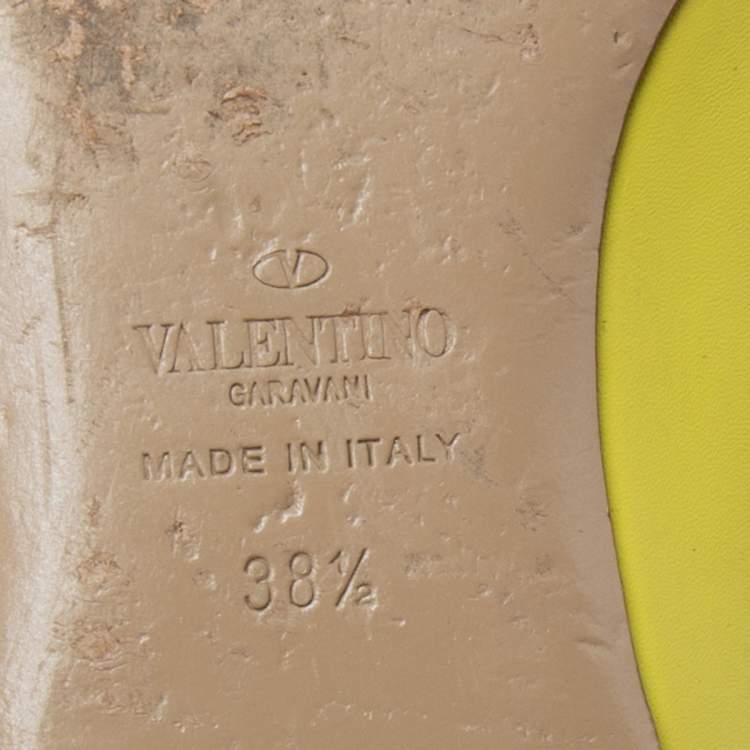 V
VALENTINO
GARAVANI
MADE IN ITALY
38½